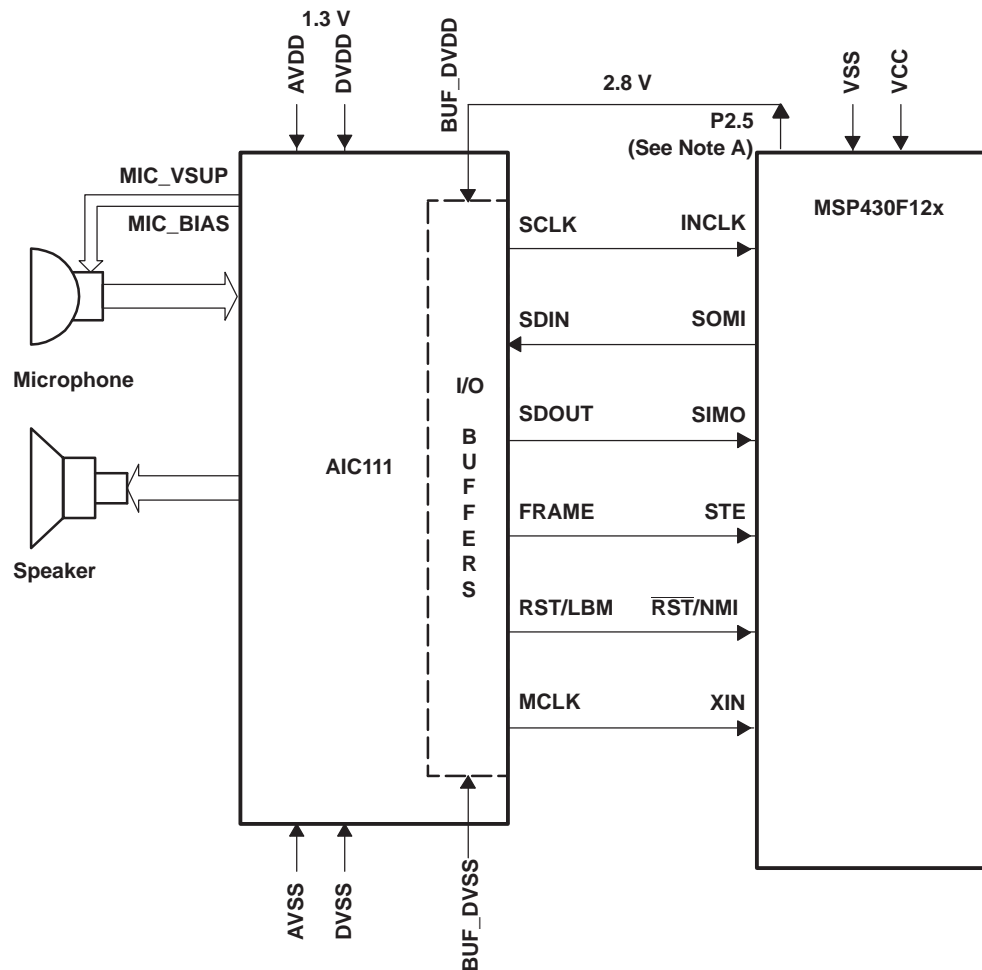 1.3 V
AVDD
DVDD
BUF_DVDD
2.8 V
P2.5
(See Note A)
VSS
VCC
MIC_VSUP
MIC_BIAS
Microphone
Speaker
AIC111
I/O
B
U
F
F
E
R
S
MSP430F12x
SCLK INCLK
SDIN SOMI
SDOUT SIMO
FRAME STE
RST/LBM R̅S̅T̅/NMI
MCLK XIN
AVSS
DVSS
BUF_DVSS